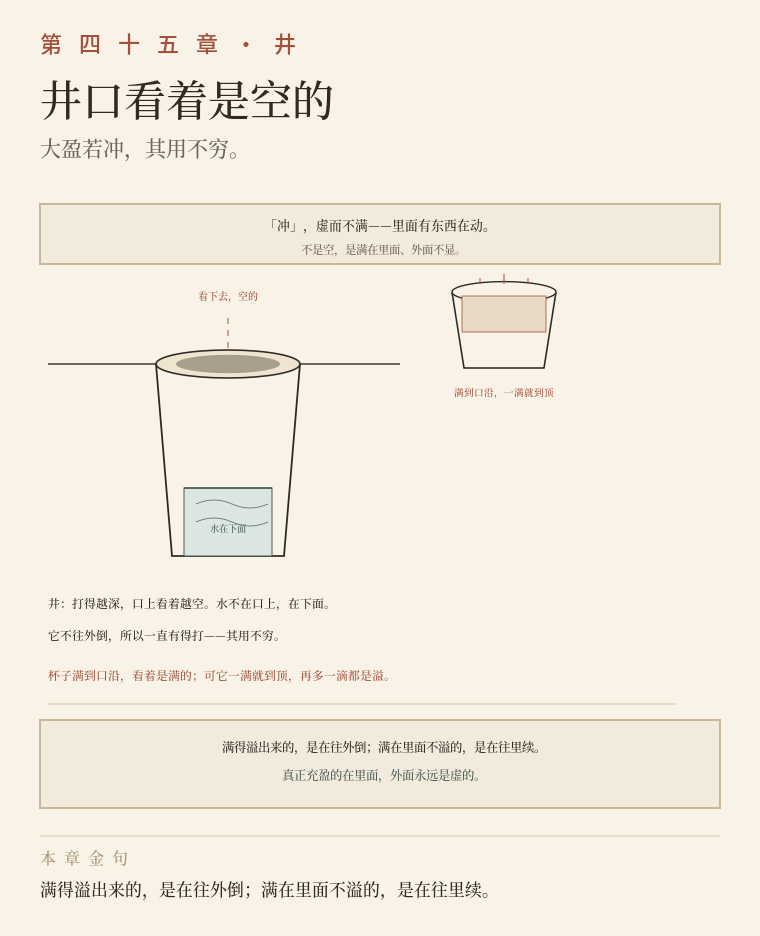 第四十五章·井
井口看着是空的
大盈若冲，其用不穷。
「冲」，虚而不满——里面有东西在动。
不是空，是满在里面、外面不显。
看下去，空的
满到口沿，一满就到顶
水在下面
井：打得越深，口上看着越空。水不在口上，在下面。
它不往外倒，所以一直有得打——其用不穷。
杯子满到口沿，看着是满的；可它一满就到顶，再多一滴都是溢。
满得溢出来的，是在往外倒；满在里面不溢的，是在往里续。
真正充盈的在里面，外面永远是虚的。
本章金句
满得溢出来的，是在往外倒；满在里面不溢的，是在往里续。